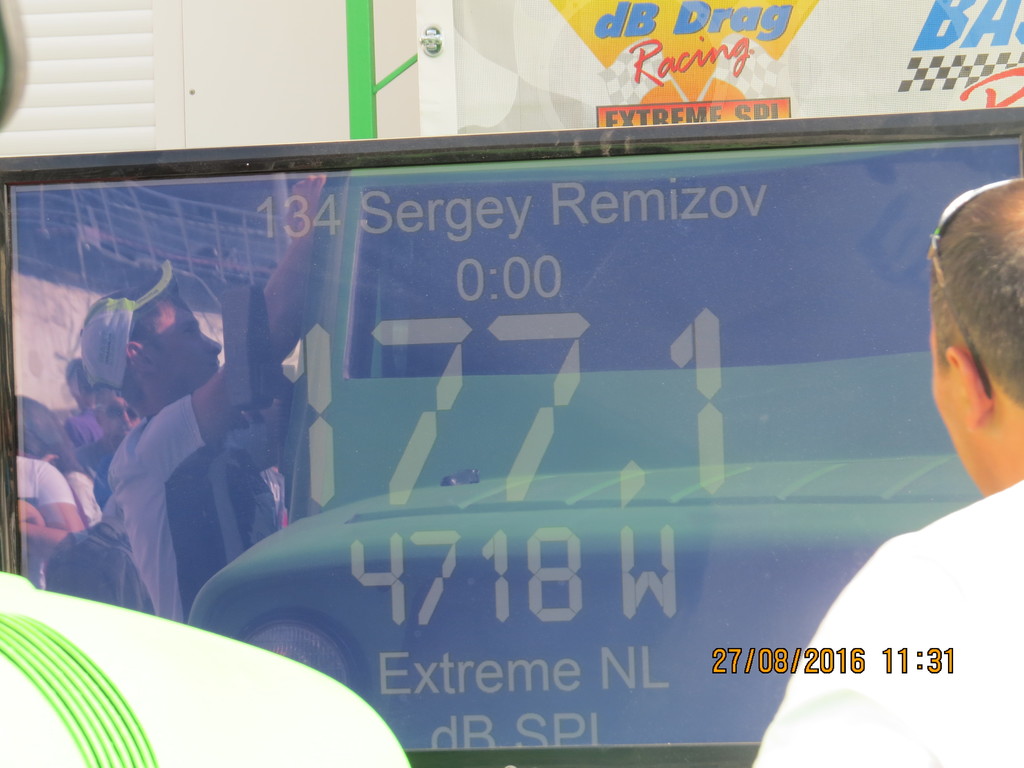 dB Drag
Racing
EXTREME SPL
134 Sergey Remizov
0:00
177,1
4718 W
Extreme NL
dB SPL
27/08/2016 11:31